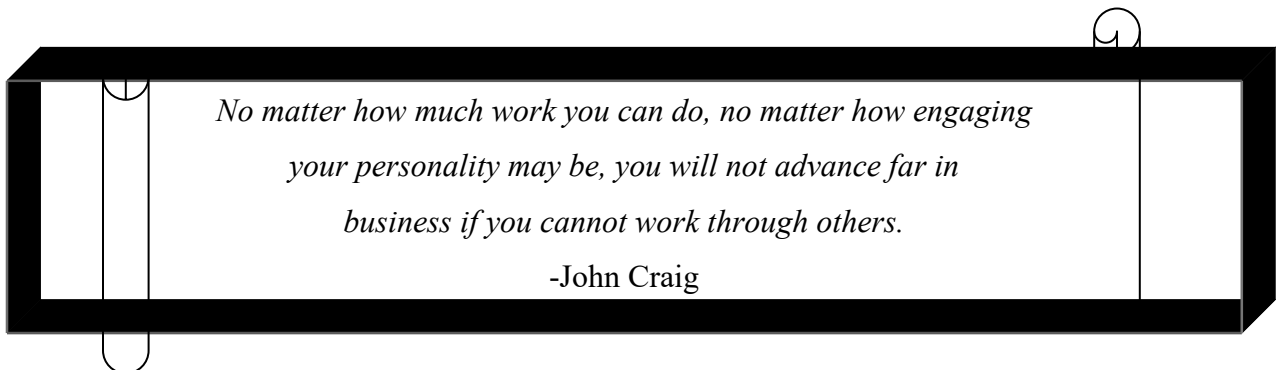 No matter how much work you can do, no matter how engaging
your personality may be, you will not advance far in
business if you cannot work through others.
-John Craig